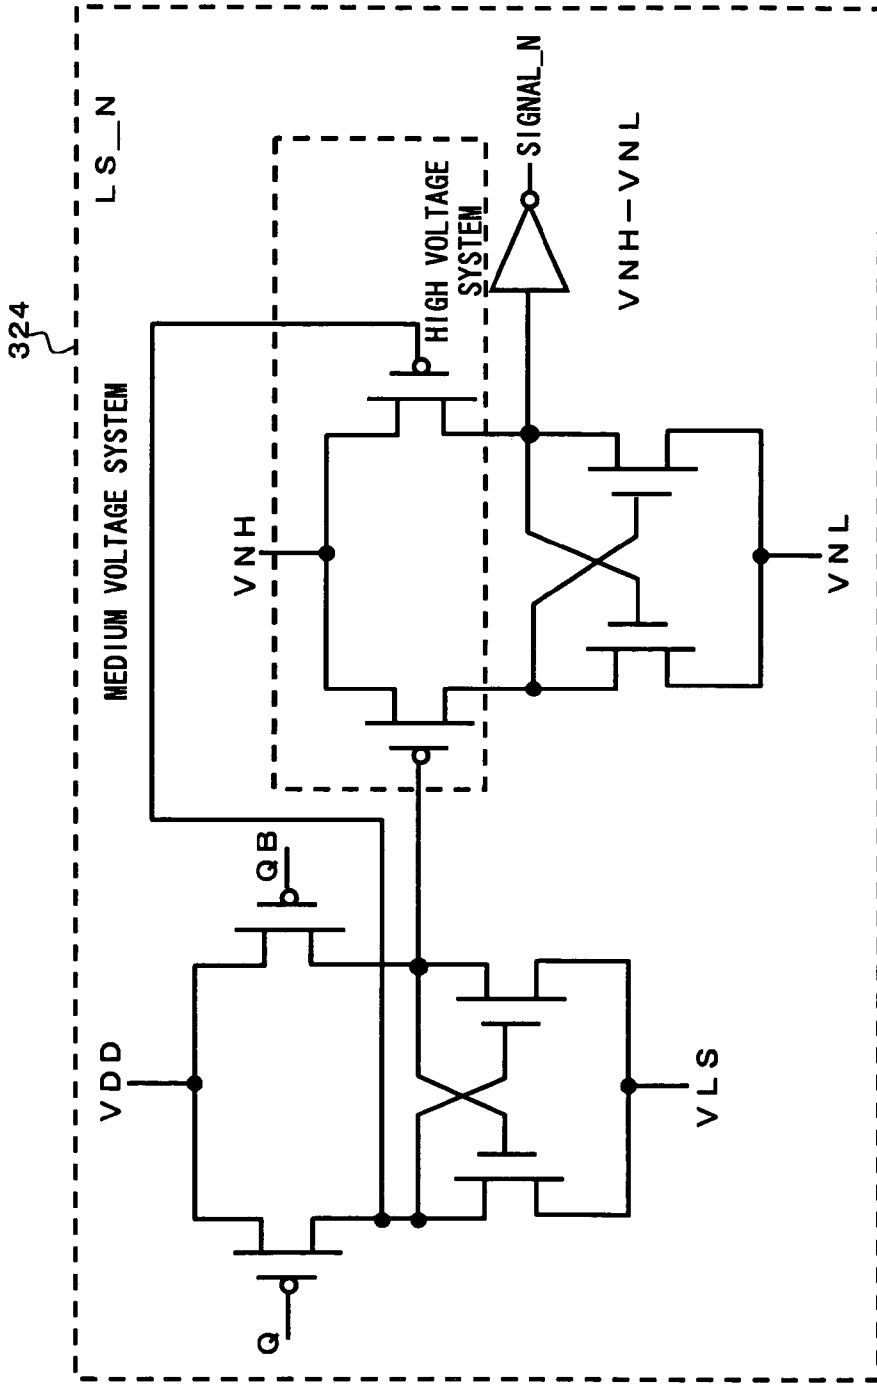 324
LS_N
MEDIUM VOLTAGE SYSTEM
VDD
QB
Q
VLS
VNH
HIGH VOLTAGE
SYSTEM
SIGNAL_N
VNH-VNL
VNL